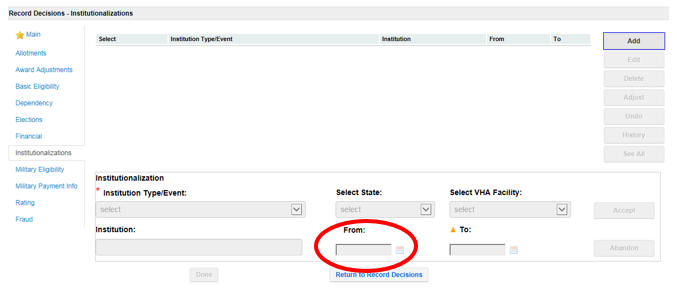 Record Decisions - Institutionalizations
Main
Allotments
Award Adjustments
Basic Eligibility
Dependency
Elections
Financial
Institutionalizations
Military Eligibility
Military Payment Info
Rating
Fraud
Select Institution Type/Event Institution From To
Add
Edit
Delete
Adjust
Undo
History
See All
Institutionalization
* Institution Type/Event: Select State: Select VHA Facility:
select select select Accept
Institution: From: To:
Abandon
Done Return to Record Decisions